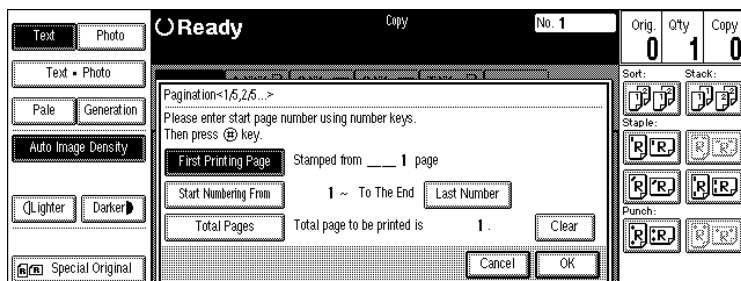 Text
Photo
Text • Photo
Pale
Generation
Auto Image Density
Lighter
Darker
Special Original
Ready
Copy
No. 1
Orig.
Q'ty
Copy
0
1
0
Pagination<1/5,2/5...>
Please enter start page number using number keys.
Then press (#) key.
First Printing Page
Stamped from __ __ 1 page
Start Numbering From
1 ~ To The End
Last Number
Total Pages
Total page to be printed is 1 .
Clear
Cancel
OK
Sort:
Stack:
Staple:
Punch: